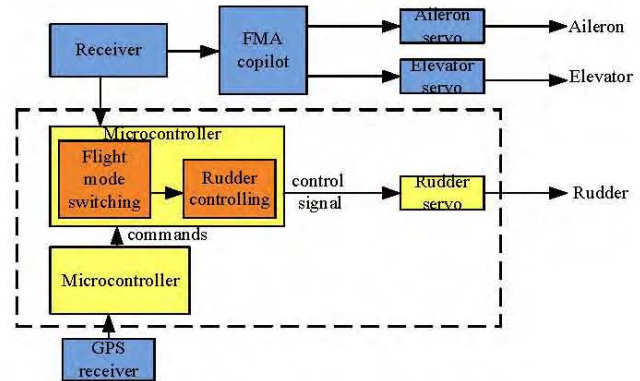 Receiver
FMA
copilot
Aileron
servo
Aileron
Elevator
servo
Elevator
Microcontroller
Flight
mode
switching
Rudder
controlling
control
signal
Rudder
servo
Rudder
commands
Microcontroller
GPS
receiver